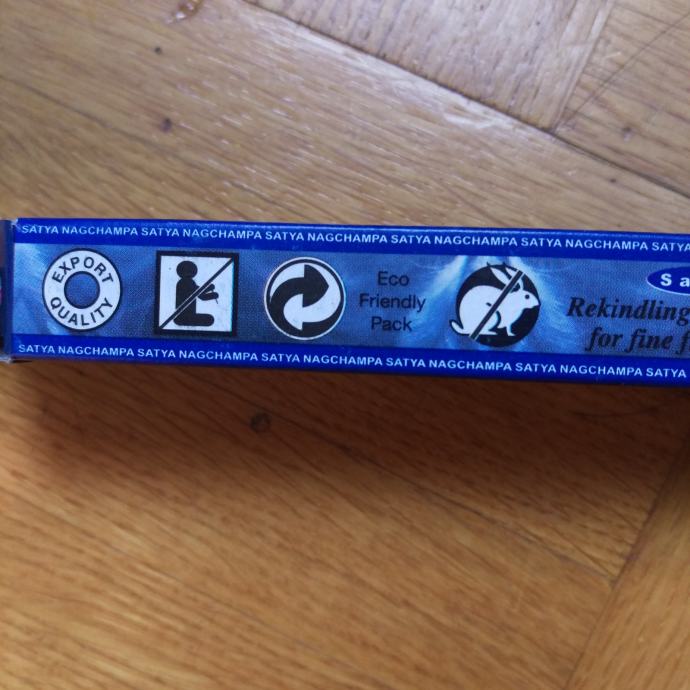 SATYA NAGCHAMPA SATYA NAGCHAMPA SATYA NAGCHAMPA SATYA NAGCHAMPA SATYA NAGCHAMPA SATYA
EXPORT
QUALITY
Eco
Friendly
Pack
S a
Rekindling
for fine f
SATYA NAGCHAMPA SATYA NAGCHAMPA SATYA NAGCHAMPA SATYA NAGCHAMPA SATYA NAGCHAMPA SATYA